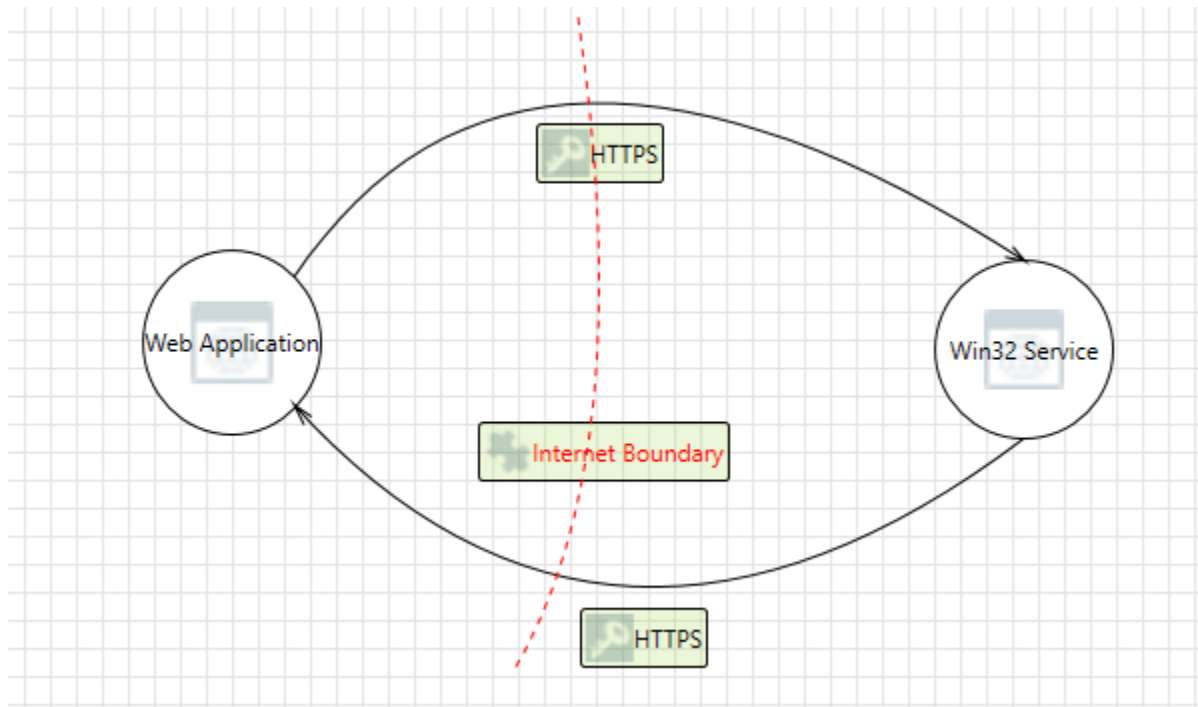 HTTPS
Web Application
Win32 Service
Internet Boundary
HTTPS